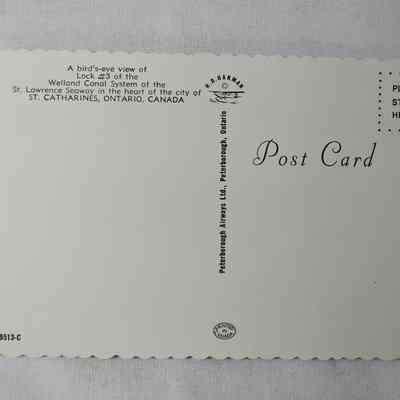 A bird's-eye view of
Lock #3 of the
Welland Canal System of the
St. Lawrence Seaway in the heart of the city of
ST. CATHARINES, ONTARIO, CANADA
Peterborough Airways Ltd., Peterborough, Ontario
Post Card
8513-C